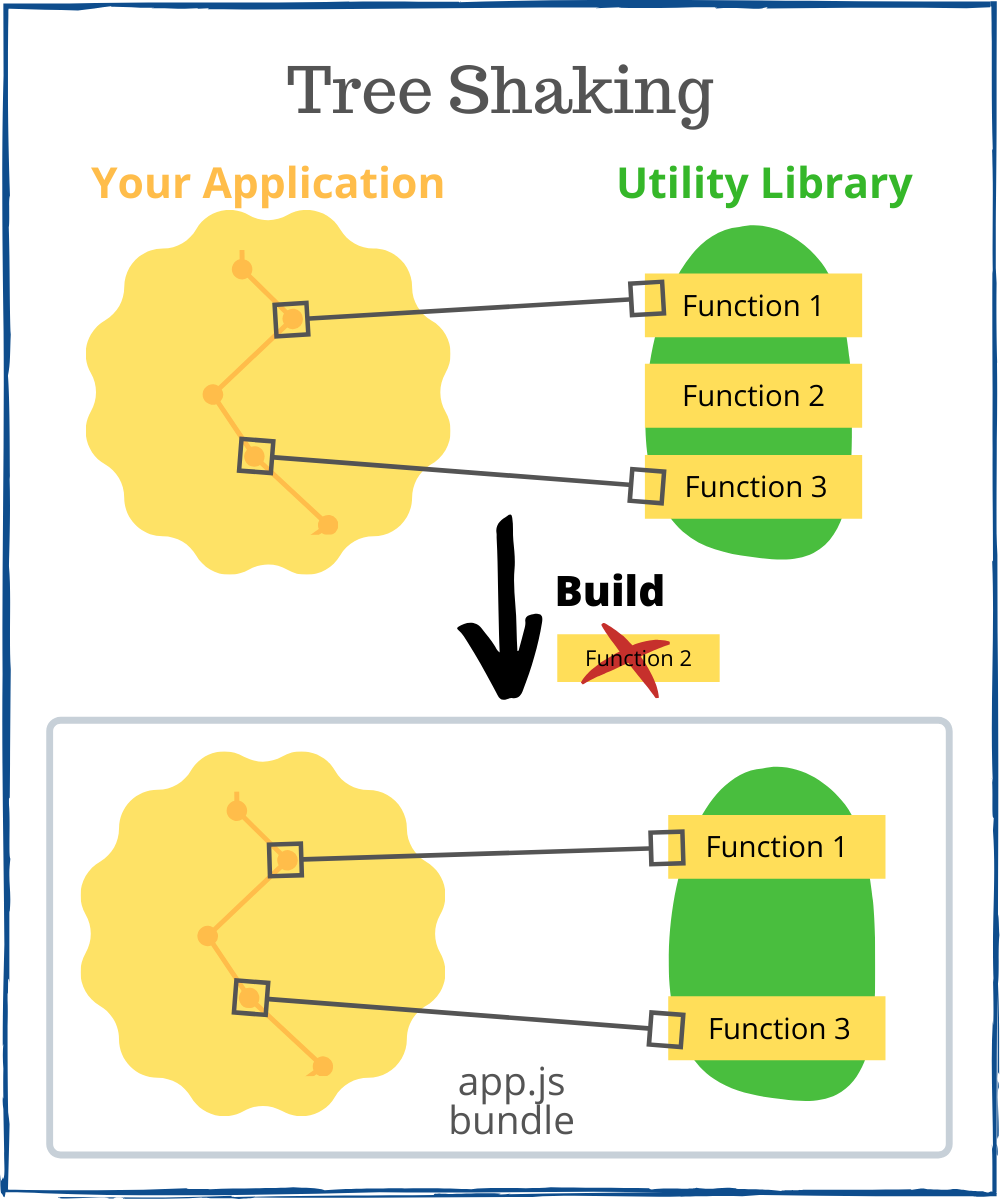 Tree Shaking
Your Application
Utility Library
Function 1
Function 2
Function 3
Build
Function 2
Function 1
Function 3
app.js
bundle